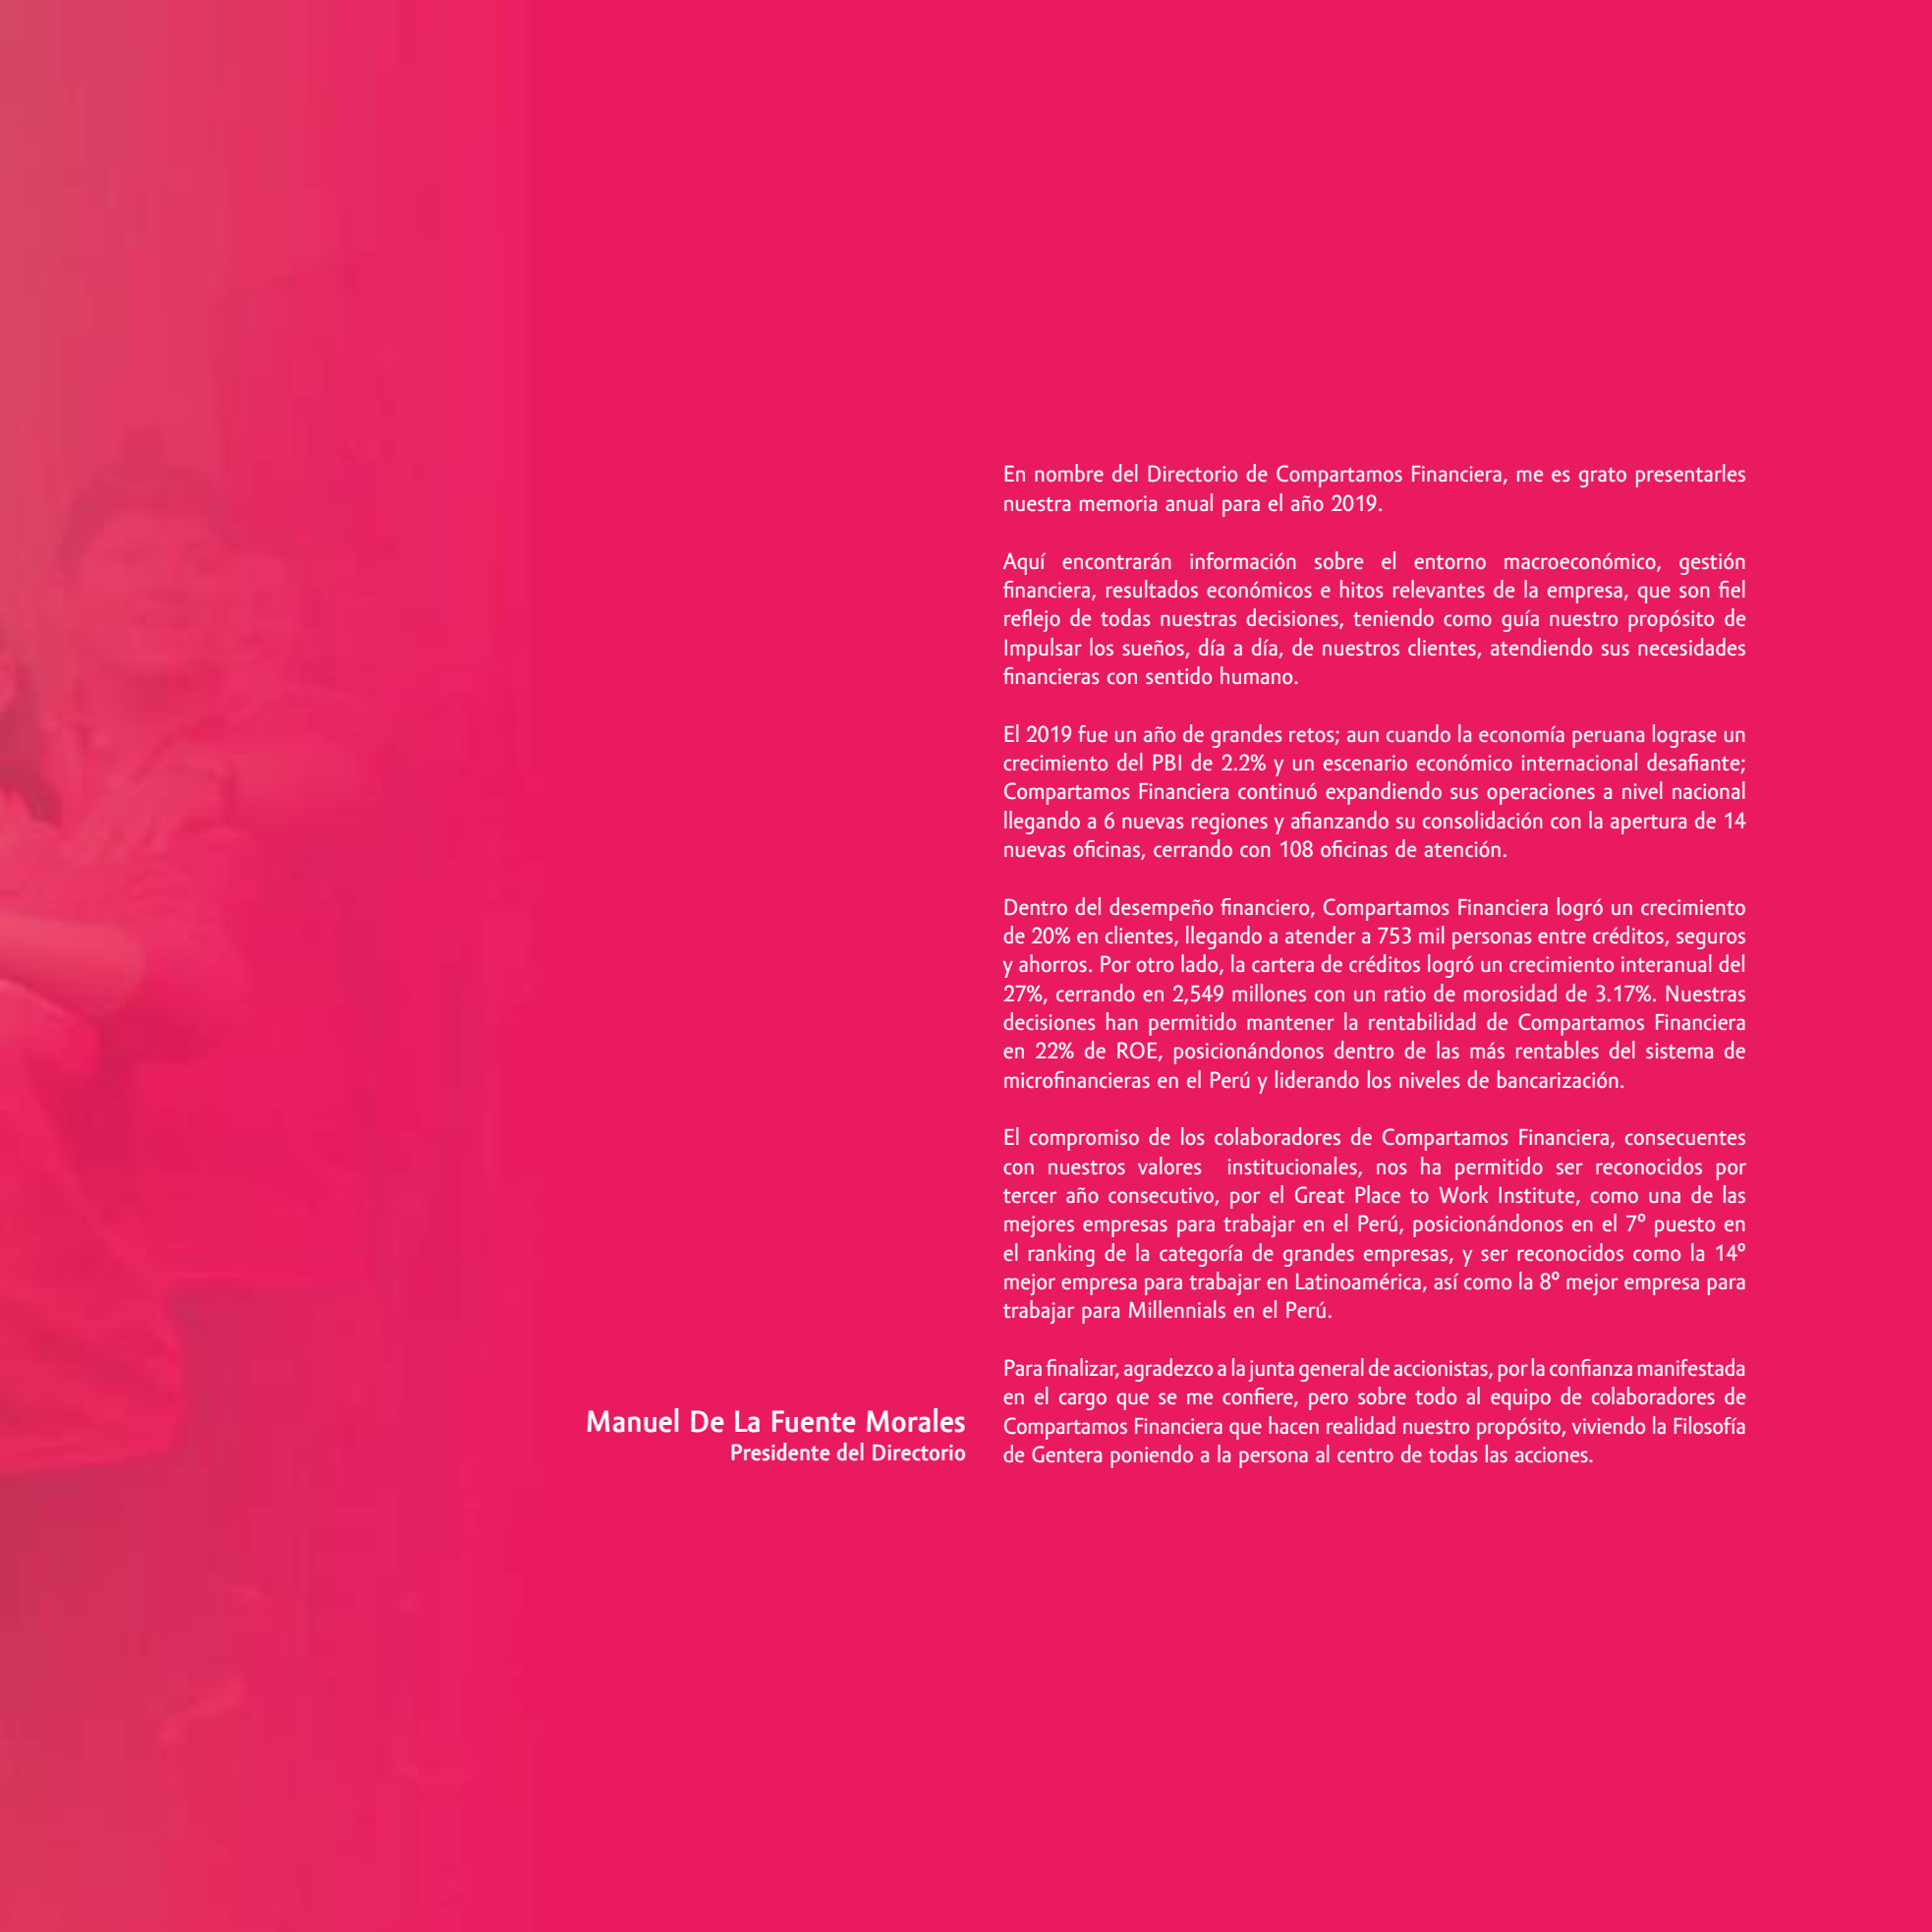 En nombre del Directorio de Compartamos Financiera, me es grato presentarles
nuestra memoria anual para el año 2019.
Aquí encontrarán información sobre el entorno macroeconómico, gestión
financiera, resultados económicos e hitos relevantes de la empresa, que son fiel
reflejo de todas nuestras decisiones, teniendo como guía nuestro propósito de
Impulsar los sueños, día a día, de nuestros clientes, atendiendo sus necesidades
financieras con sentido humano.
El 2019 fue un año de grandes retos; aun cuando la economía peruana lograse un
crecimiento del PBI de 2.2% y un escenario económico internacional desafiante;
Compartamos Financiera continuó expandiendo sus operaciones a nivel nacional
llegando a 6 nuevas regiones y afianzando su consolidación con la apertura de 14
nuevas oficinas, cerrando con 108 oficinas de atención.
Dentro del desempeño financiero, Compartamos Financiera logró un crecimiento
de 20% en clientes, llegando a atender a 753 mil personas entre créditos, seguros
y ahorros. Por otro lado, la cartera de créditos logró un crecimiento interanual del
27%, cerrando en 2,549 millones con un ratio de morosidad de 3.17%. Nuestras
decisiones han permitido mantener la rentabilidad de Compartamos Financiera
en 22% de ROE, posicionándonos dentro de las más rentables del sistema de
microfinancieras en el Perú y liderando los niveles de bancarización.
El compromiso de los colaboradores de Compartamos Financiera, consecuentes
con nuestros valores institucionales, nos ha permitido ser reconocidos por
tercer año consecutivo, por el Great Place to Work Institute, como una de las
mejores empresas para trabajar en el Perú, posicionándonos en el 7º puesto en
el ranking de la categoría de grandes empresas, y ser reconocidos como la 14º
mejor empresa para trabajar en Latinoamérica, así como la 8º mejor empresa para
trabajar para Millennials en el Perú.
Para finalizar, agradezco a la junta general de accionistas, por la confianza manifestada
en el cargo que se me confiere, pero sobre todo al equipo de colaboradores de
Compartamos Financiera que hacen realidad nuestro propósito, viviendo la Filosofía
de Gentera poniendo a la persona al centro de todas las acciones.
Manuel De La Fuente Morales
Presidente del Directorio